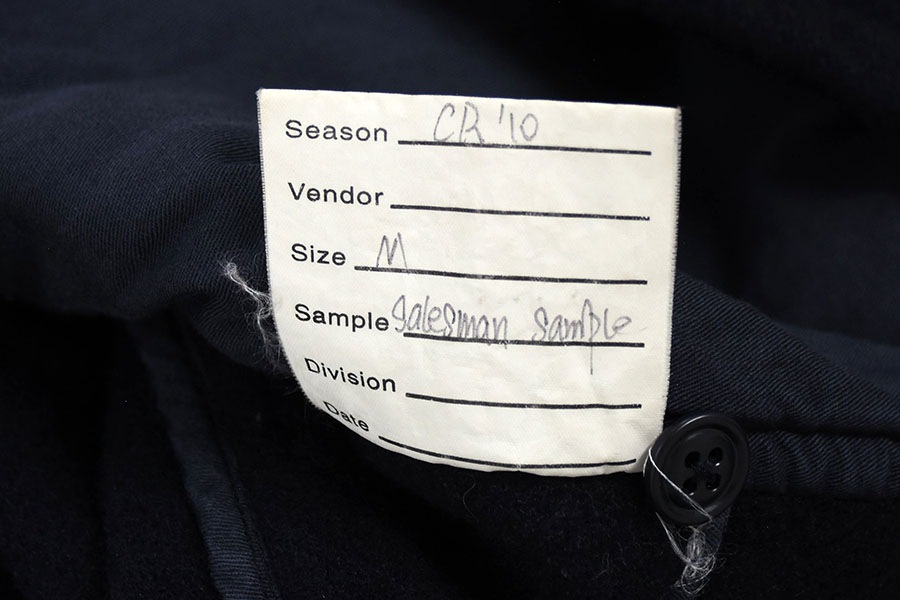 Season CR '10
Vendor
Size M
Sample Salesman Sample
Division
Date